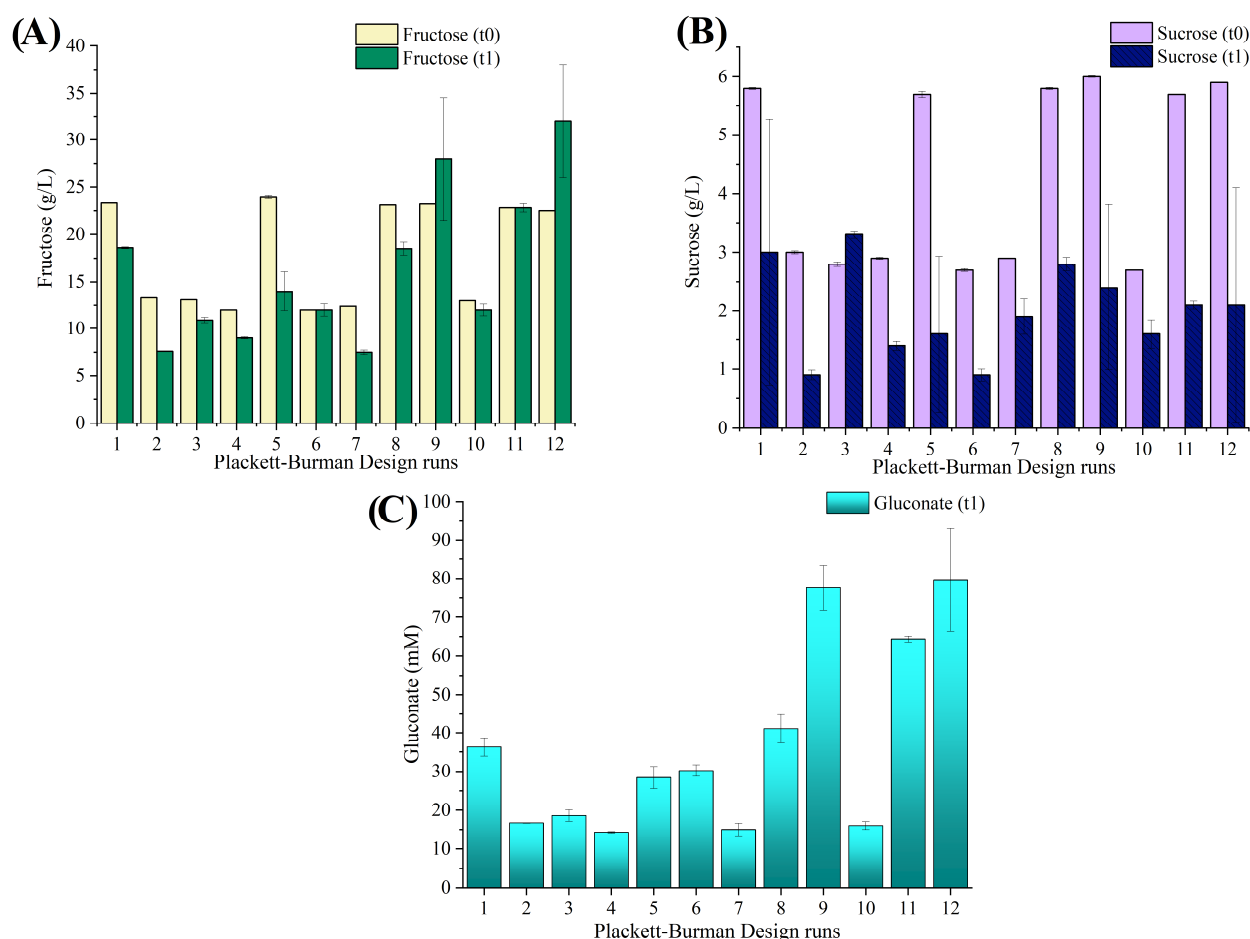 (A)
Fructose (t0)
Fructose (t1)
40
35
30
25
20
15
10
5
0
Fructose (g/L)
1 2 3 4 5 6 7 8 9 10 11 12
Plackett-Burman Design runs
(B)
Sucrose (t0)
Sucrose (t1)
6
5
4
3
2
1
0
Sucrose (g/L)
1 2 3 4 5 6 7 8 9 10 11 12
Plackett-Burman Design runs
(C)
Gluconate (t1)
100
90
80
70
60
50
40
30
20
10
0
Gluconate (mM)
1 2 3 4 5 6 7 8 9 10 11 12
Plackett-Burman Design runs